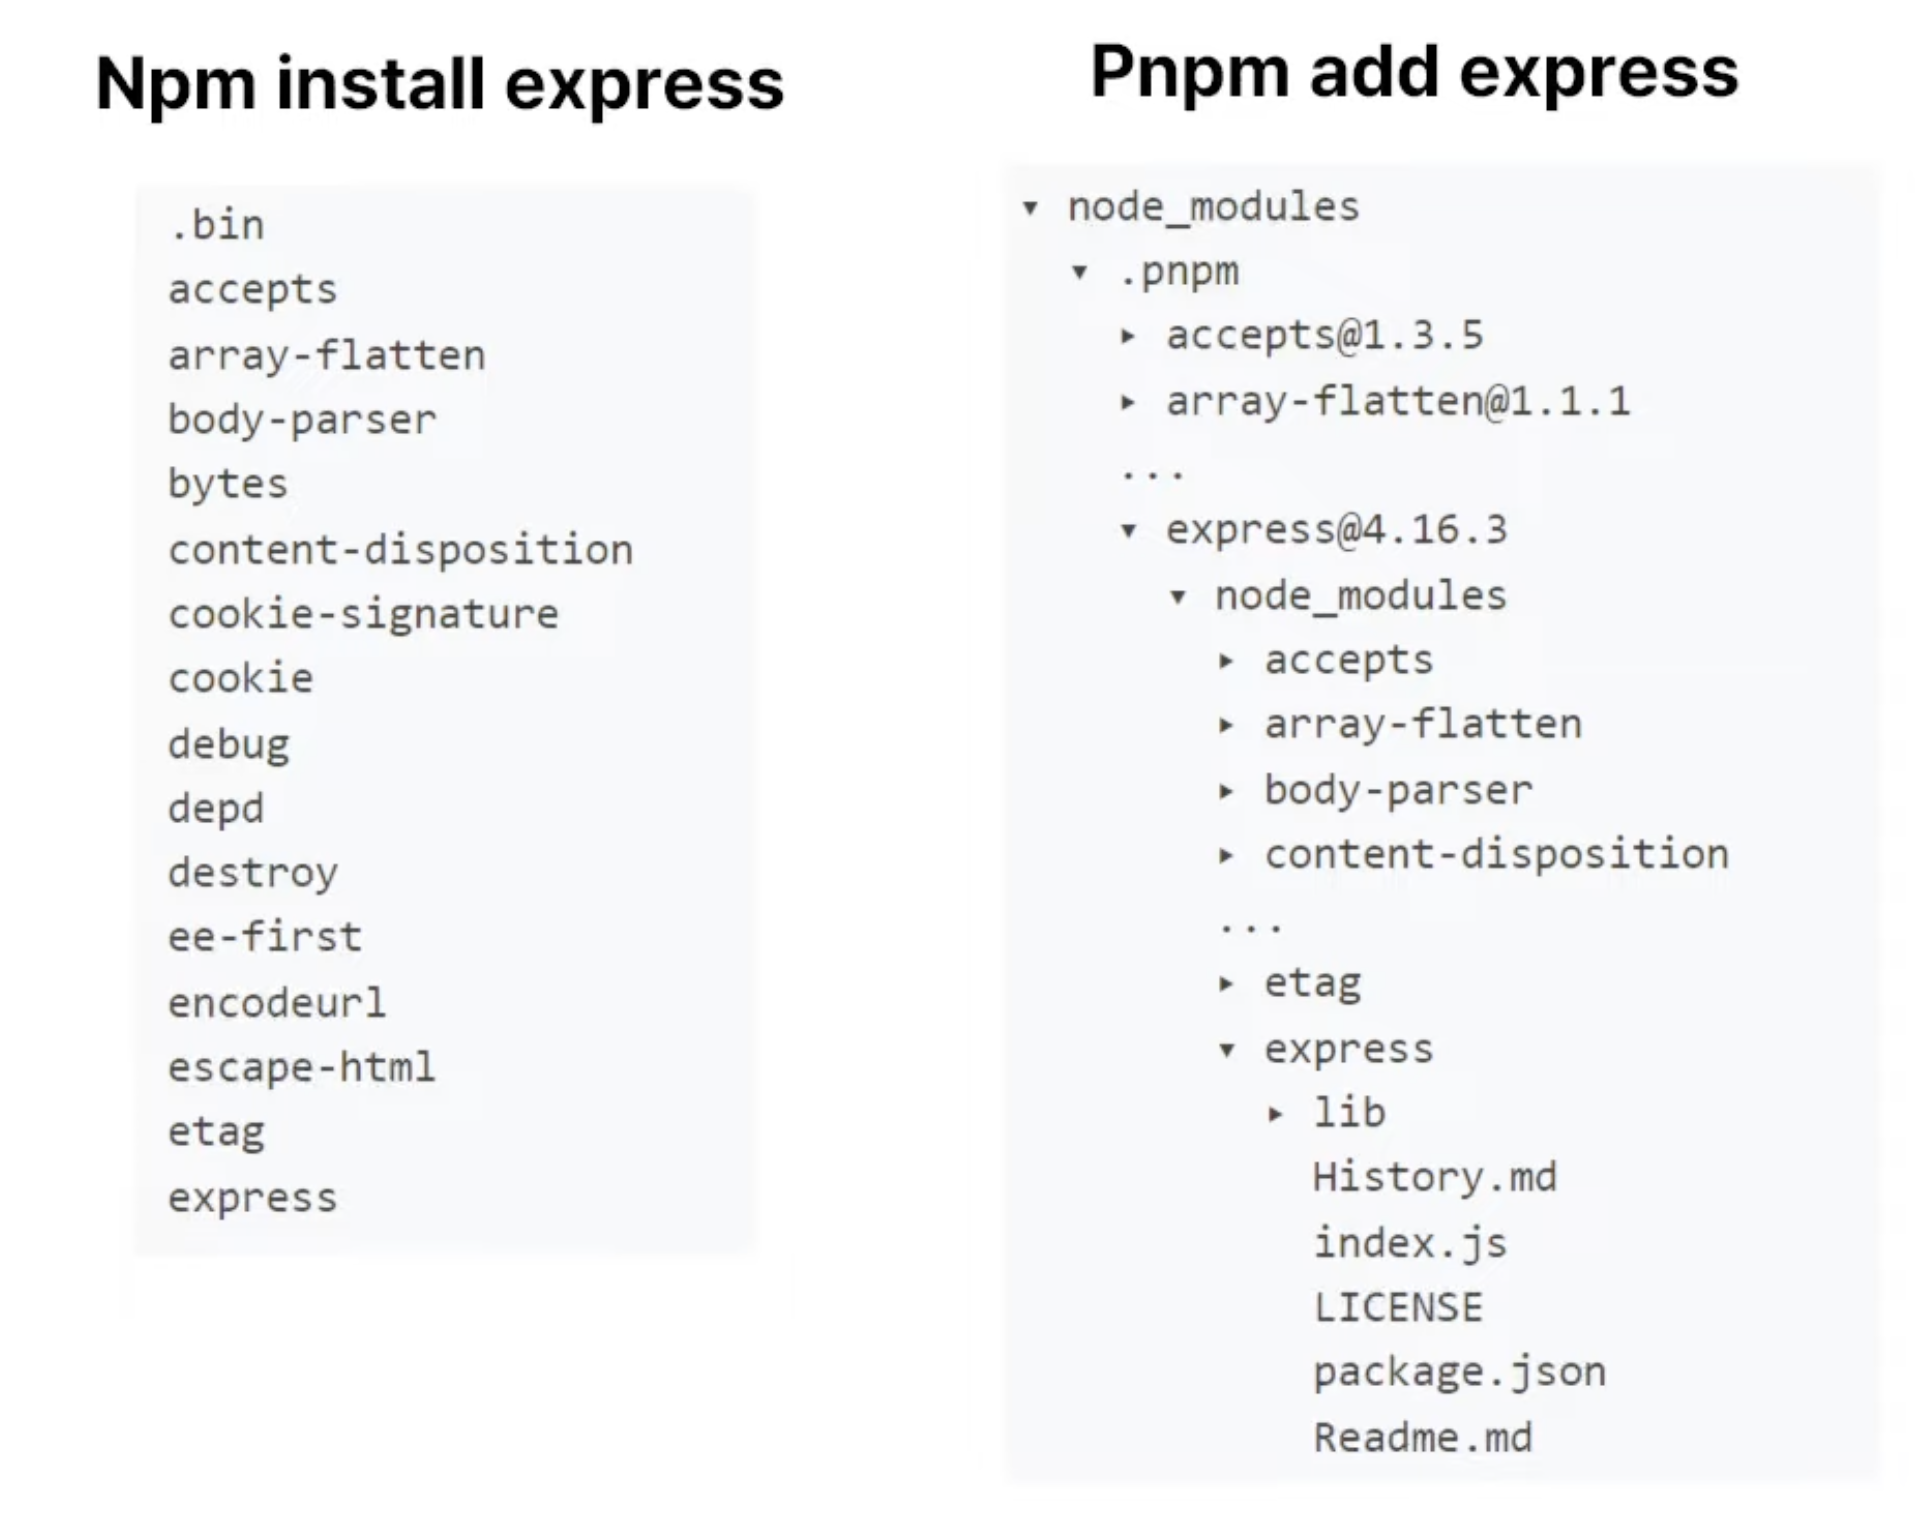 Npm install express
.bin
accepts
array-flatten
body-parser
bytes
content-disposition
cookie-signature
cookie
debug
depd
destroy
ee-first
encodeurl
escape-html
etag
express
Pnpm add express
▾ node_modules
▾ .pnpm
▸ accepts@1.3.5
▸ array-flatten@1.1.1
...
▾ express@4.16.3
▾ node_modules
▸ accepts
▸ array-flatten
▸ body-parser
▸ content-disposition
...
▸ etag
▾ express
▸ lib
History.md
index.js
LICENSE
package.json
Readme.md